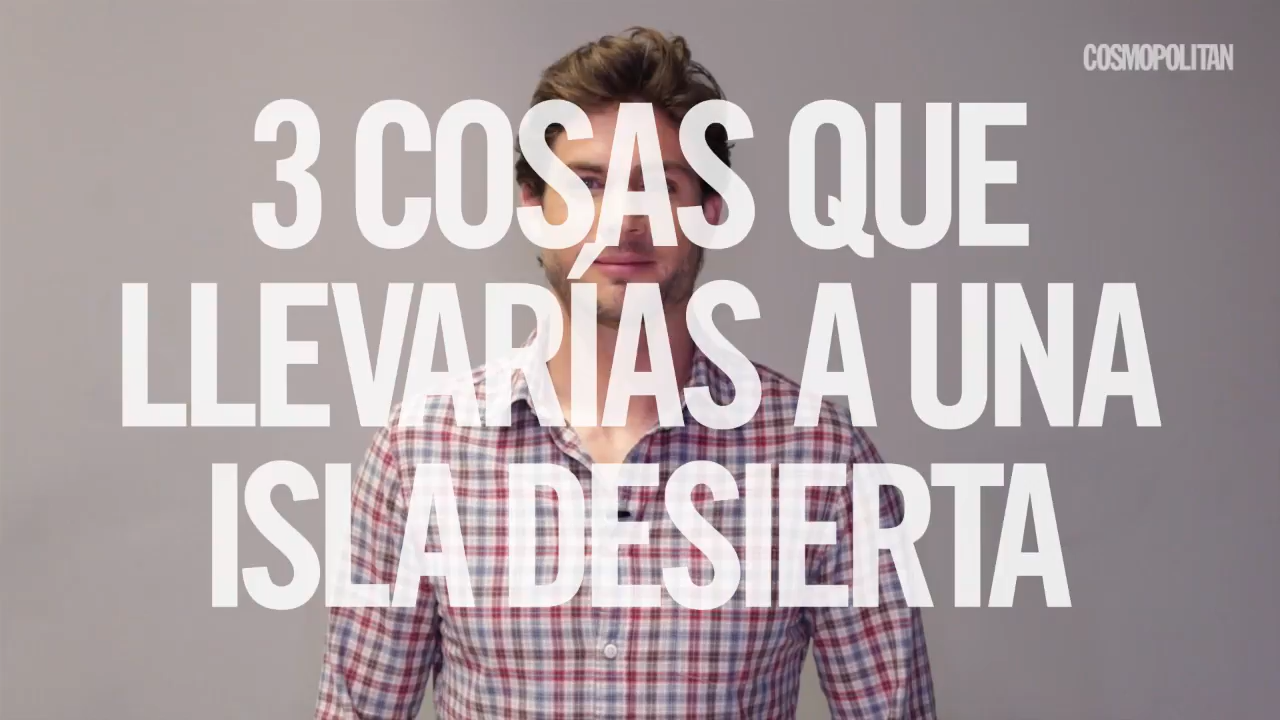 COSMOPOLITAN
3 COSAS QUE
LLEVARÍAS A UNA
ISLA DESIERTA